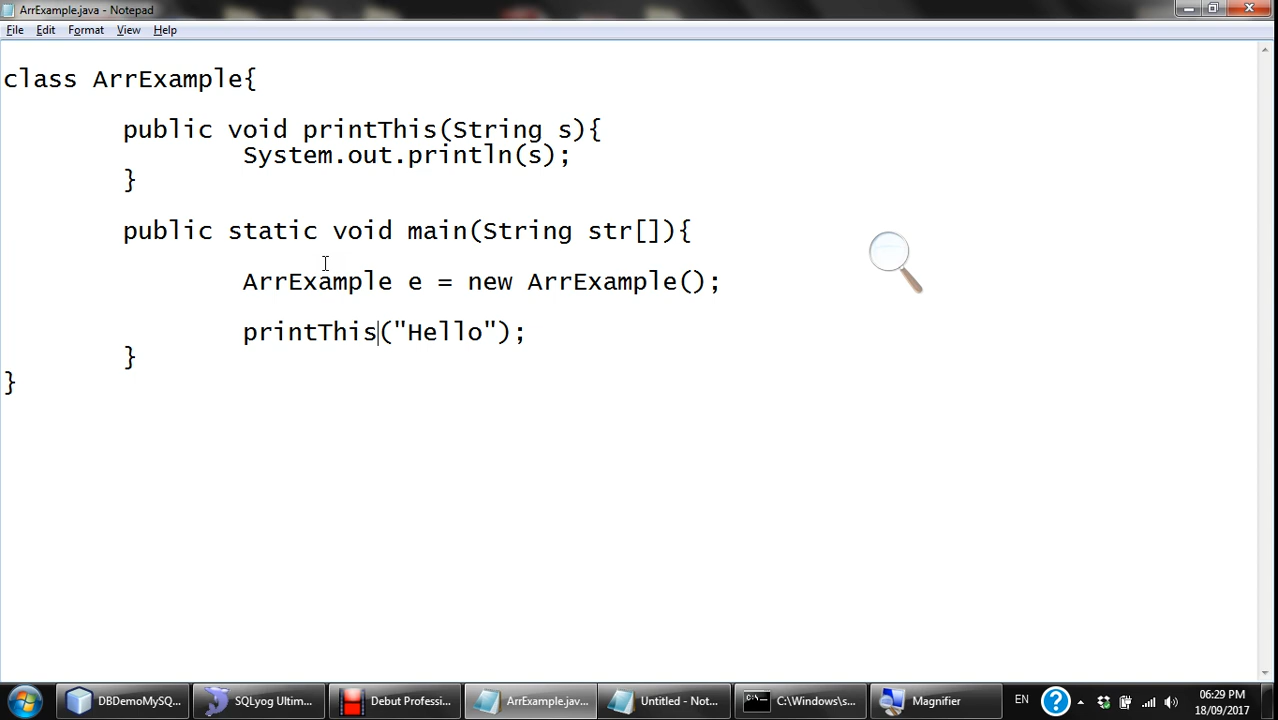 ArrExample.java - Notepad
File Edit Format View Help
class ArrExample{
public void printThis(String s){
System.out.println(s);
}
public static void main(String str[]){
ArrExample e = new ArrExample();
printThis("Hello");
}
}
DBDemoMySQ...
SQLyog Ultim...
Debut Professi...
ArrExample.jav...
Untitled - Not...
C:\Windows\s...
Magnifier
EN
06:29 PM
18/09/2017